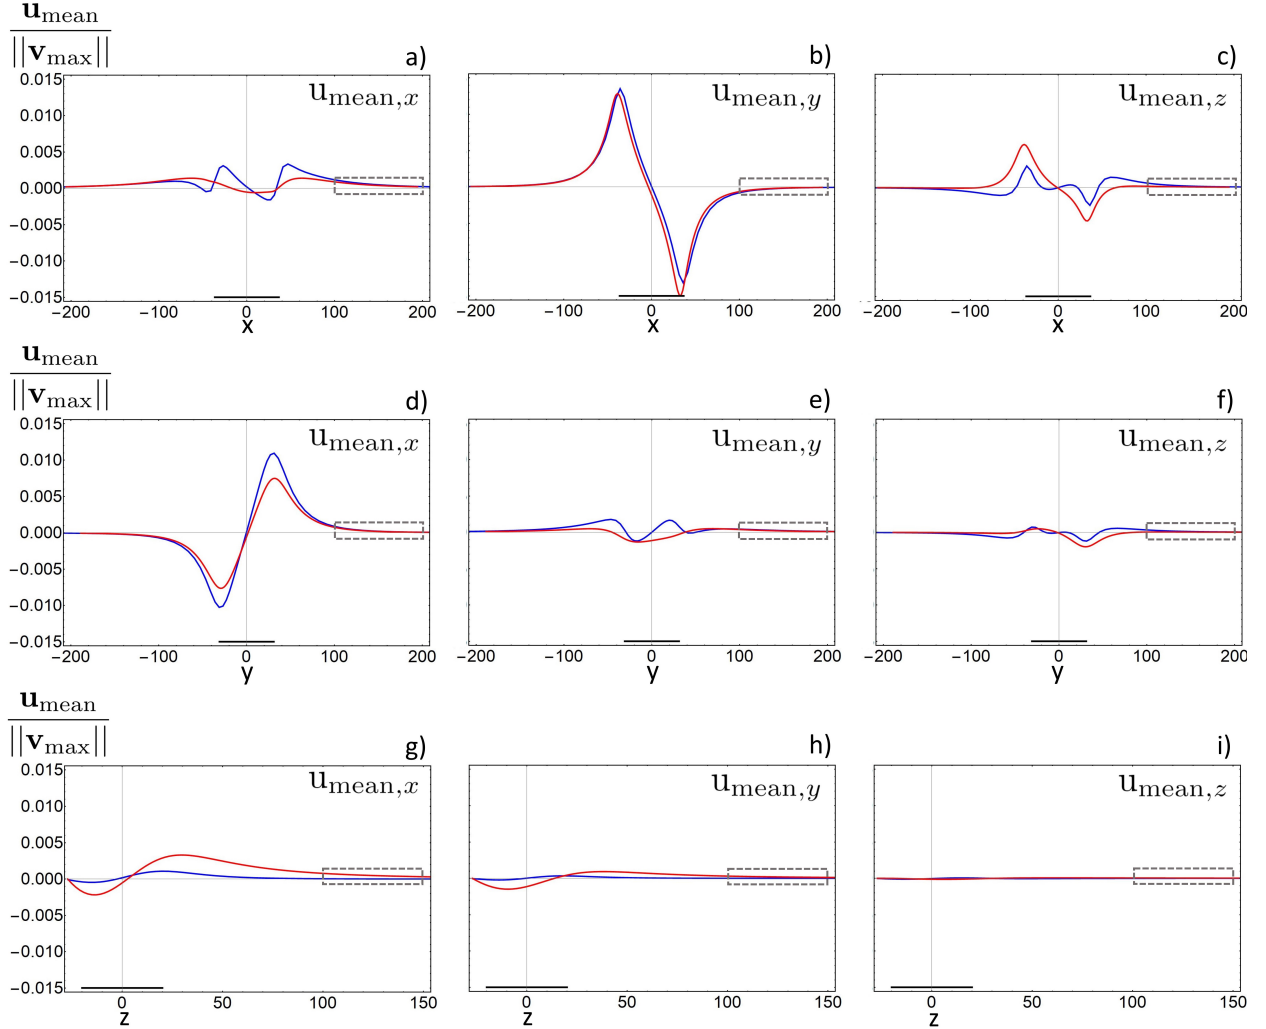 u_mean
||v_max||
a) b) c)
u_mean,x u_mean,y u_mean,z
0.015
0.010
0.005
0.000
−0.005
−0.010
−0.015
−200 −100 0 100 200 −200 −100 0 100 200 −200 −100 0 100 200
x x x
u_mean
||v_max||
d) e) f)
u_mean,x u_mean,y u_mean,z
0.015
0.010
0.005
0.000
−0.005
−0.010
−0.015
−200 −100 0 100 200 −200 −100 0 100 200 −200 −100 0 100 200
y y y
u_mean
||v_max||
g) h) i)
u_mean,x u_mean,y u_mean,z
0.015
0.010
0.005
0.000
−0.005
−0.010
−0.015
0 50 100 150 0 50 100 150 0 50 100 150
z z z